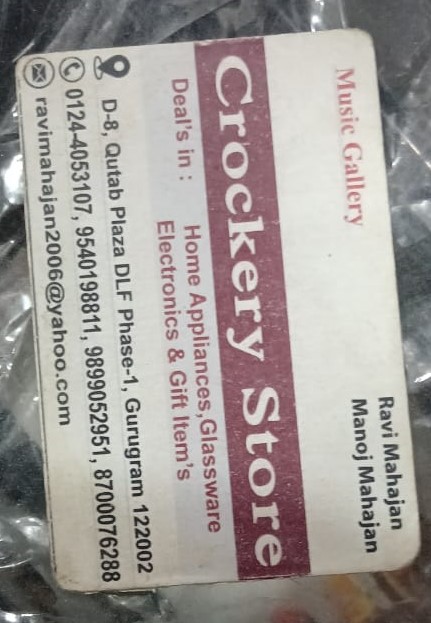 Music Gallery
Ravi Mahajan
Manoj Mahajan
Crockery Store
Deal's in : Home Appliances,Glassware
Electronics & Gift Item's
D-8, Qutab Plaza DLF Phase-1, Gurugram 122002
0124-4053107, 9540198811, 9899052951, 8700076288
ravimahajan2006@yahoo.com